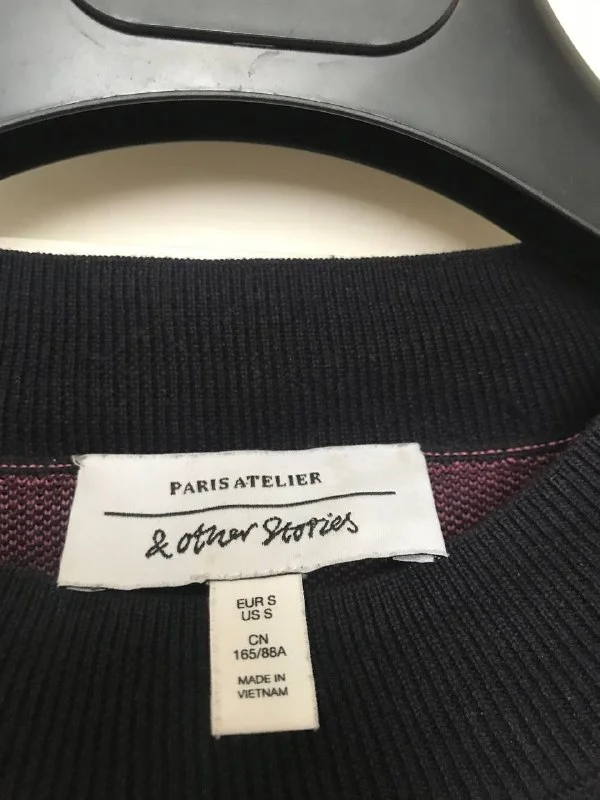 PARIS ATELIER
& other Stories
EUR S
US S
CN
165/88A
MADE IN
VIETNAM